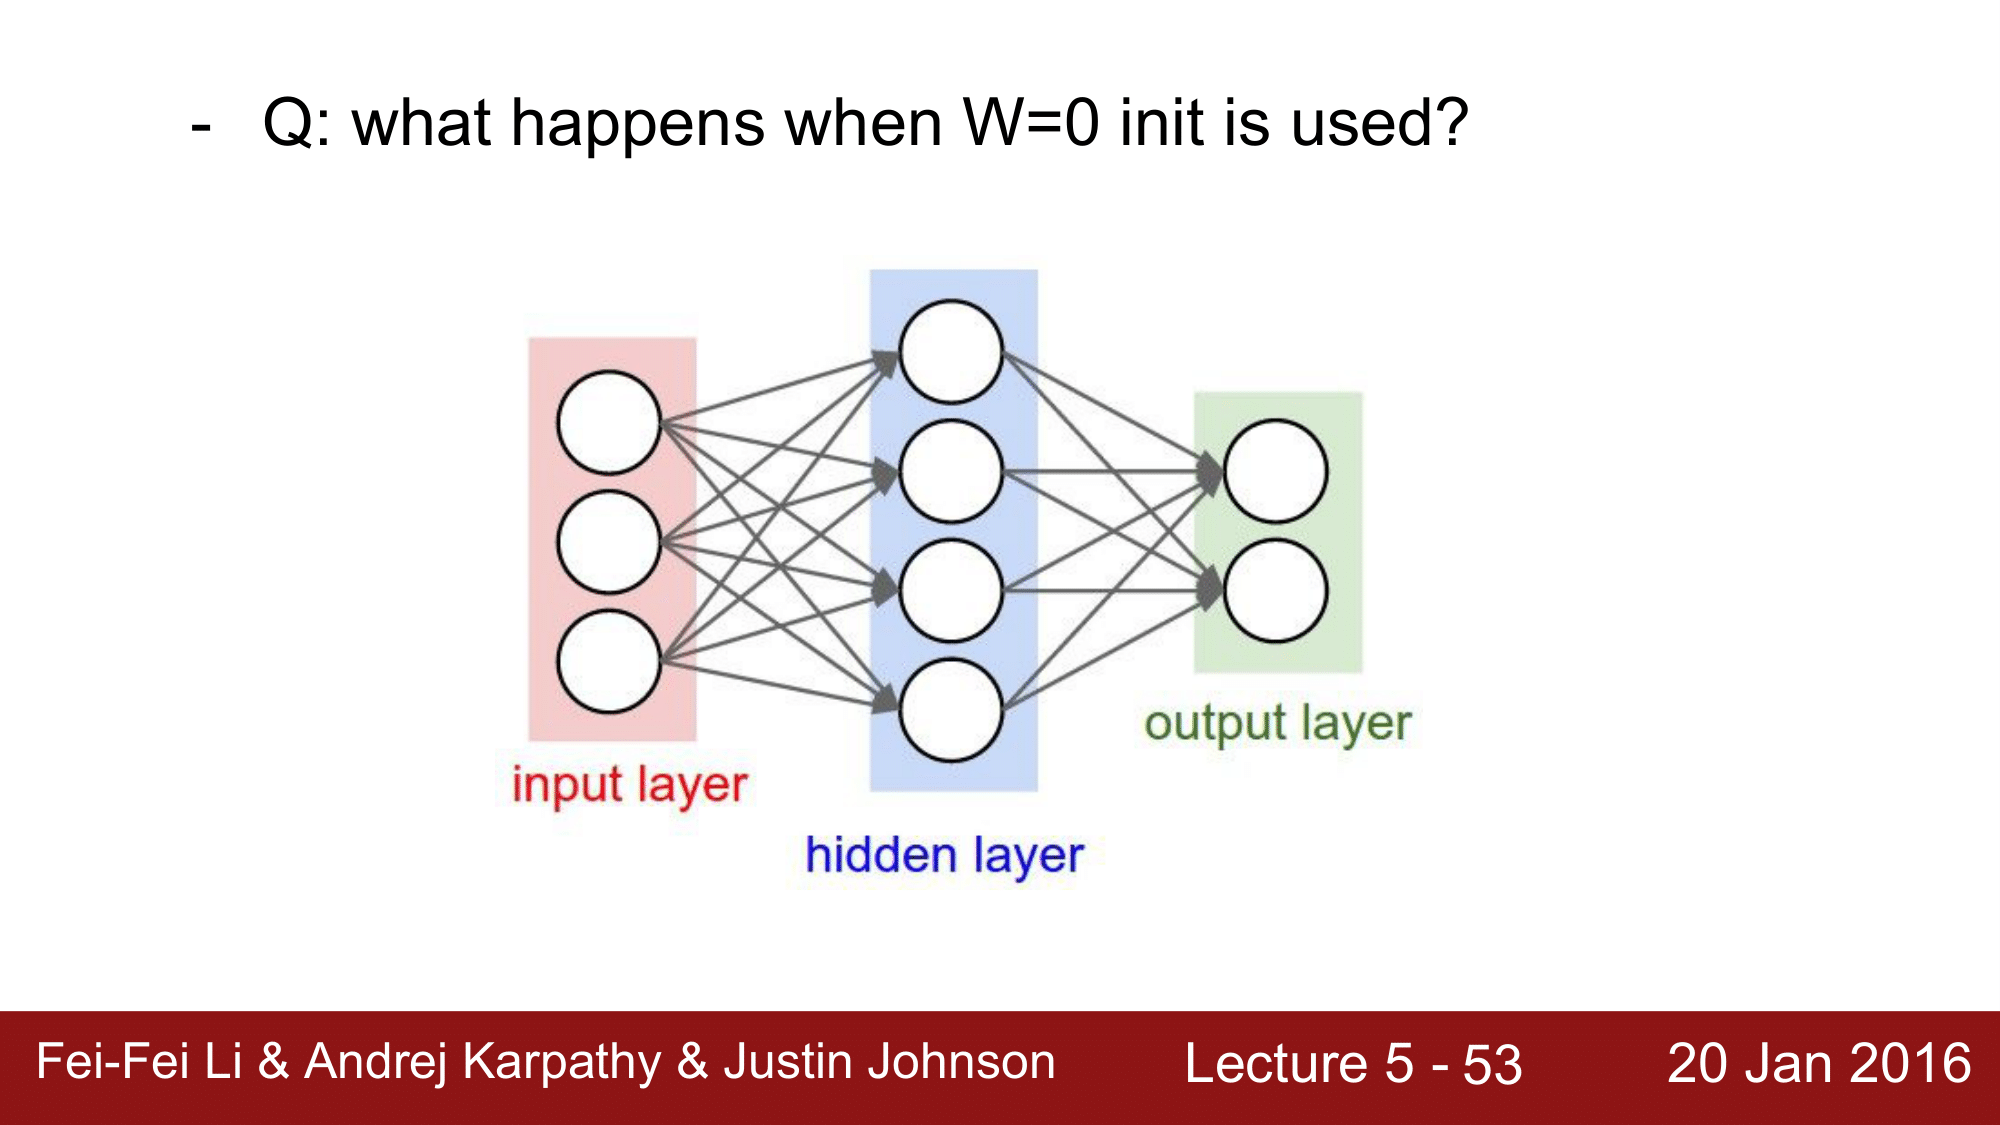 - Q: what happens when W=0 init is used?
input layer
hidden layer
output layer
Fei-Fei Li & Andrej Karpathy & Justin Johnson Lecture 5 - 53 20 Jan 2016